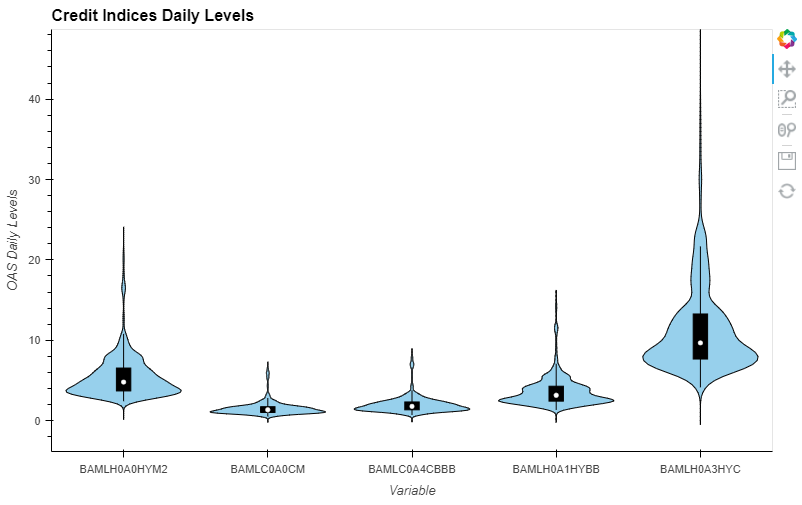 Credit Indices Daily Levels
OAS Daily Levels
40
30
20
10
0
BAMLH0A0HYM2
BAMLC0A0CM
BAMLC0A4CBBB
BAMLH0A1HYBB
BAMLH0A3HYC
Variable